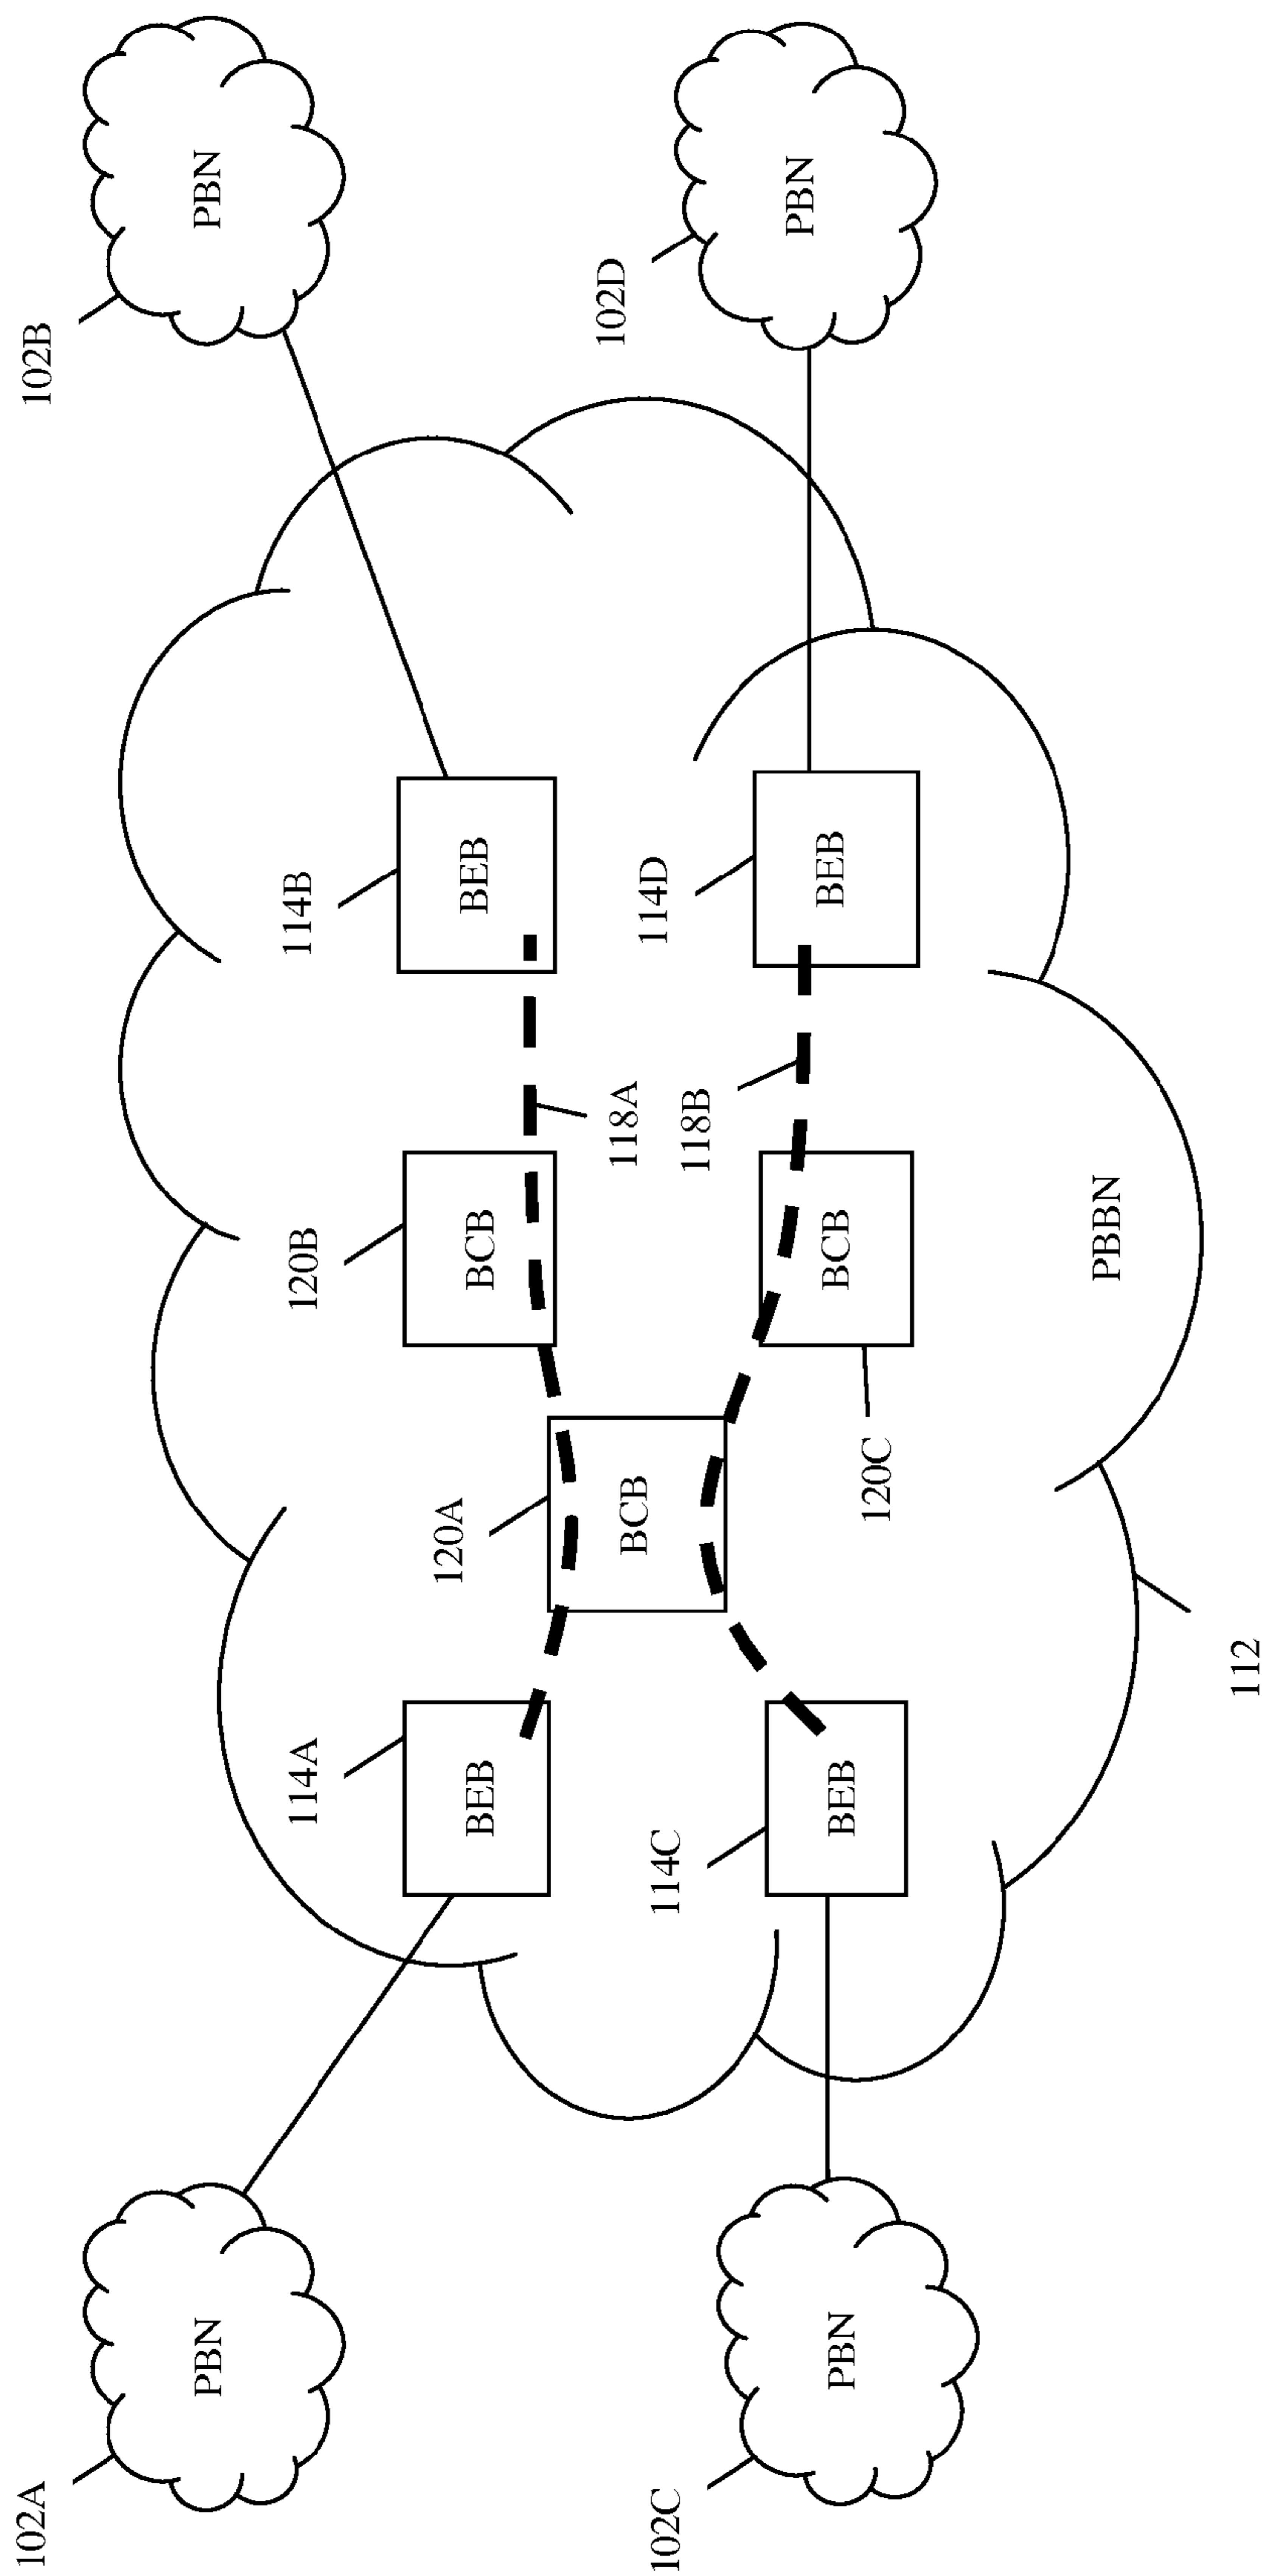 102A
PBN
102B
PBN
114A
BEB
120B
BCB
114B
BEB
120A
BCB
118A
118B
102C
PBN
114C
BEB
120C
BCB
114D
BEB
102D
PBN
PBBN
112